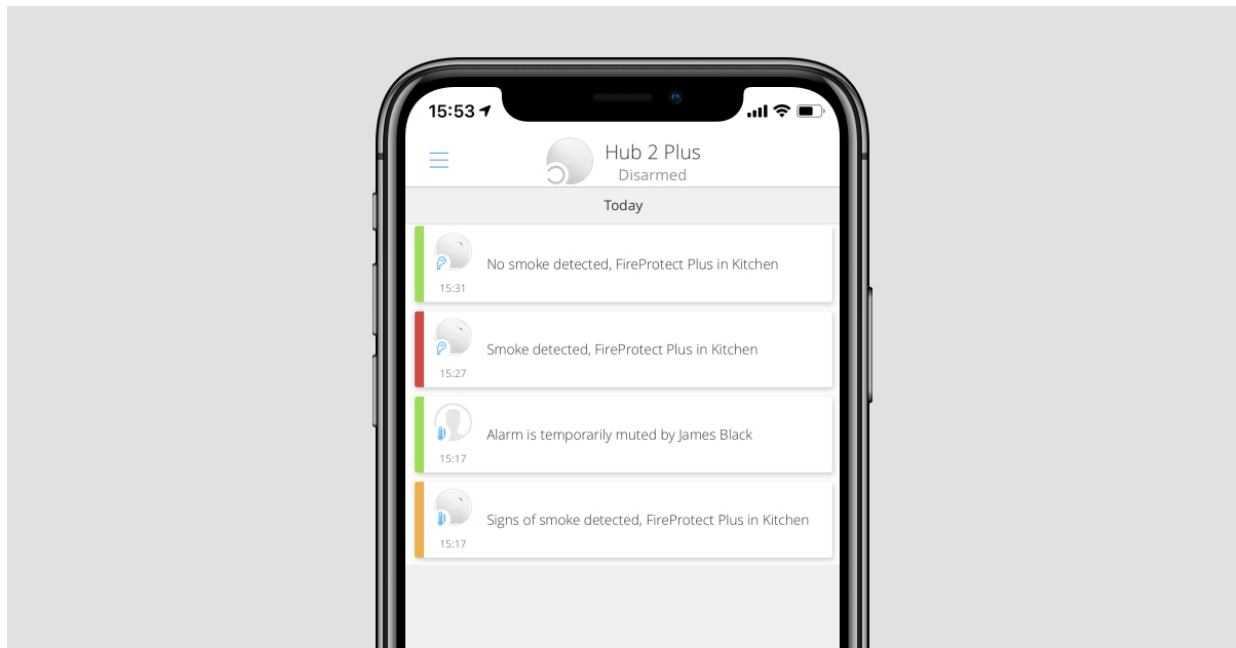 15:53
Hub 2 Plus
Disarmed
Today
No smoke detected, FireProtect Plus in Kitchen
15:31
Smoke detected, FireProtect Plus in Kitchen
15:27
Alarm is temporarily muted by James Black
15:17
Signs of smoke detected, FireProtect Plus in Kitchen
15:17